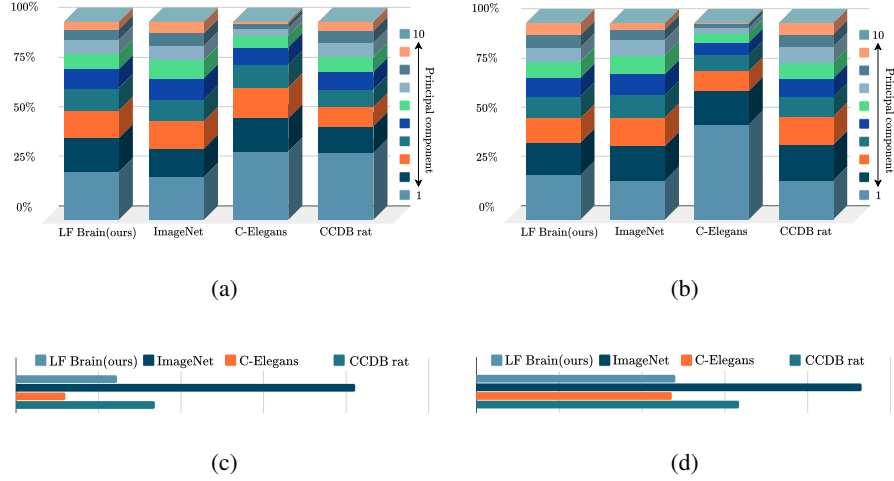 100%
75%
50%
25%
0%
LF Brain(ours) ImageNet C-Elegans CCDB rat
10
Principal component
1
(a)
100%
75%
50%
25%
0%
LF Brain(ours) ImageNet C-Elegans CCDB rat
10
Principal component
1
(b)
LF Brain(ours) ImageNet C-Elegans CCDB rat
(c)
LF Brain(ours) ImageNet C-Elegans CCDB rat
(d)